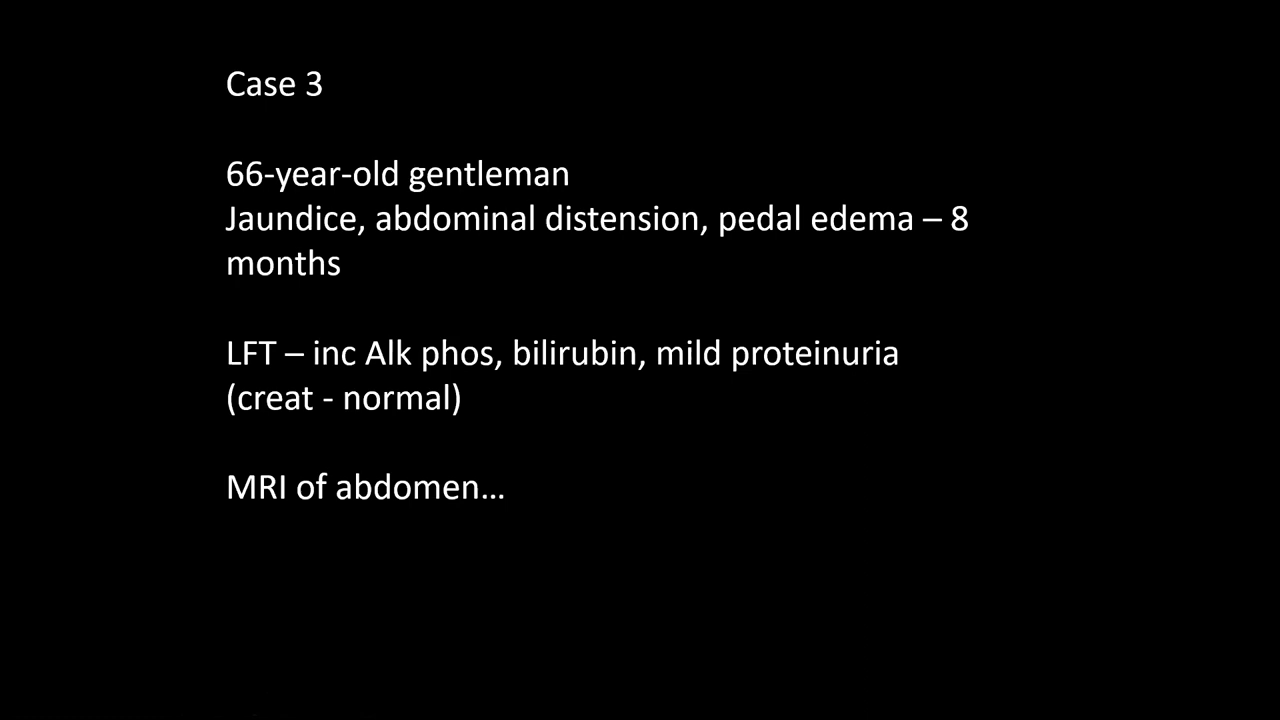 Case 3
66-year-old gentleman
Jaundice, abdominal distension, pedal edema – 8
months
LFT – inc Alk phos, bilirubin, mild proteinuria
(creat - normal)
MRI of abdomen…